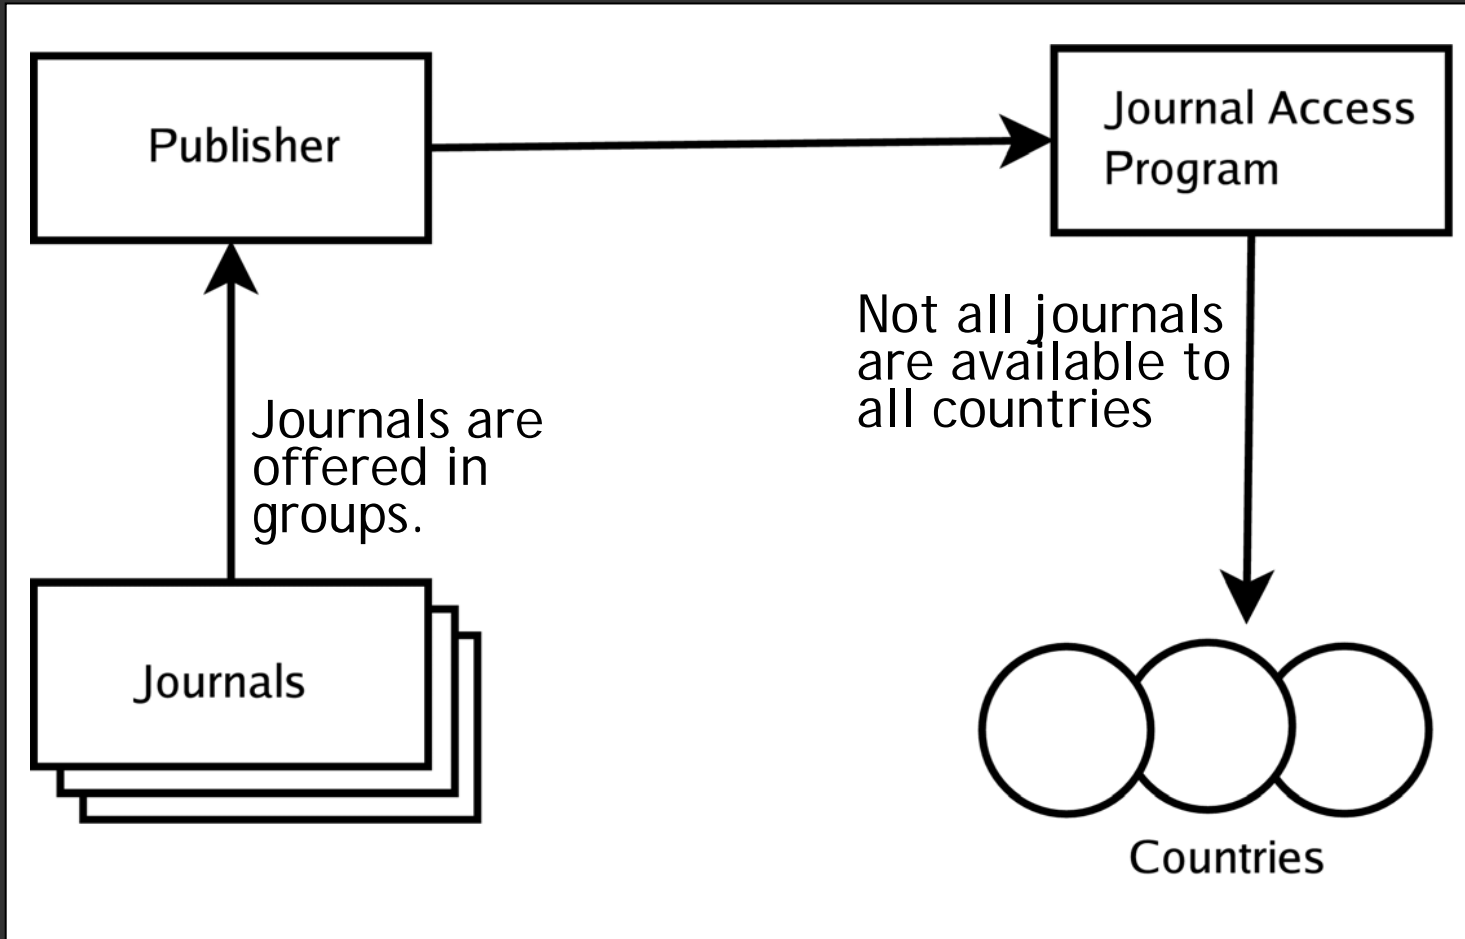 Publisher
Journal Access
Program
Not all journals
are available to
all countries
Journals are
offered in
groups.
Journals
Countries